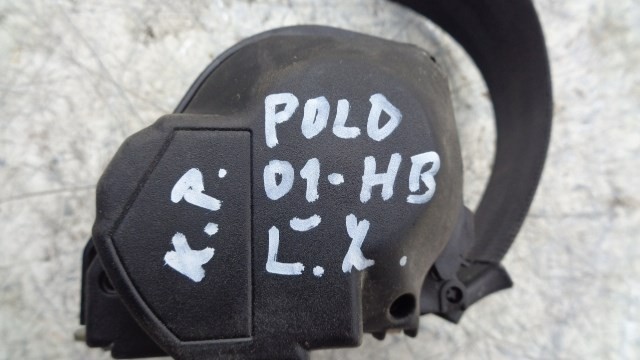 POLO
01-HB
L.X.
K.P.